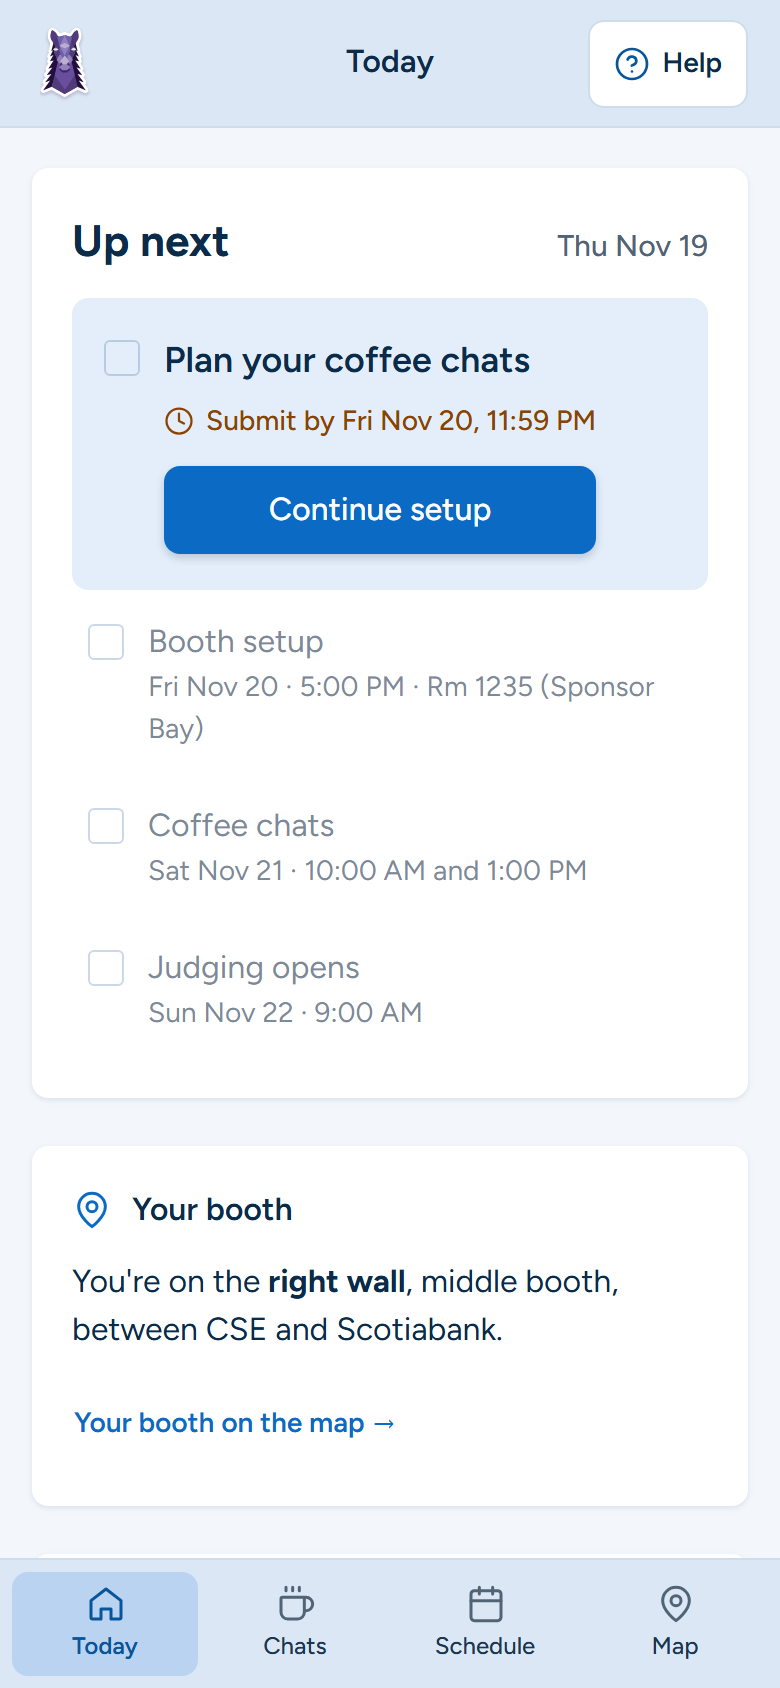 Today
Help
Up next
Thu Nov 19
Plan your coffee chats
Submit by Fri Nov 20, 11:59 PM
Continue setup
Booth setup
Fri Nov 20 · 5:00 PM · Rm 1235 (Sponsor
Bay)
Coffee chats
Sat Nov 21 · 10:00 AM and 1:00 PM
Judging opens
Sun Nov 22 · 9:00 AM
Your booth
You're on the right wall, middle booth,
between CSE and Scotiabank.
Your booth on the map →
Today
Chats
Schedule
Map